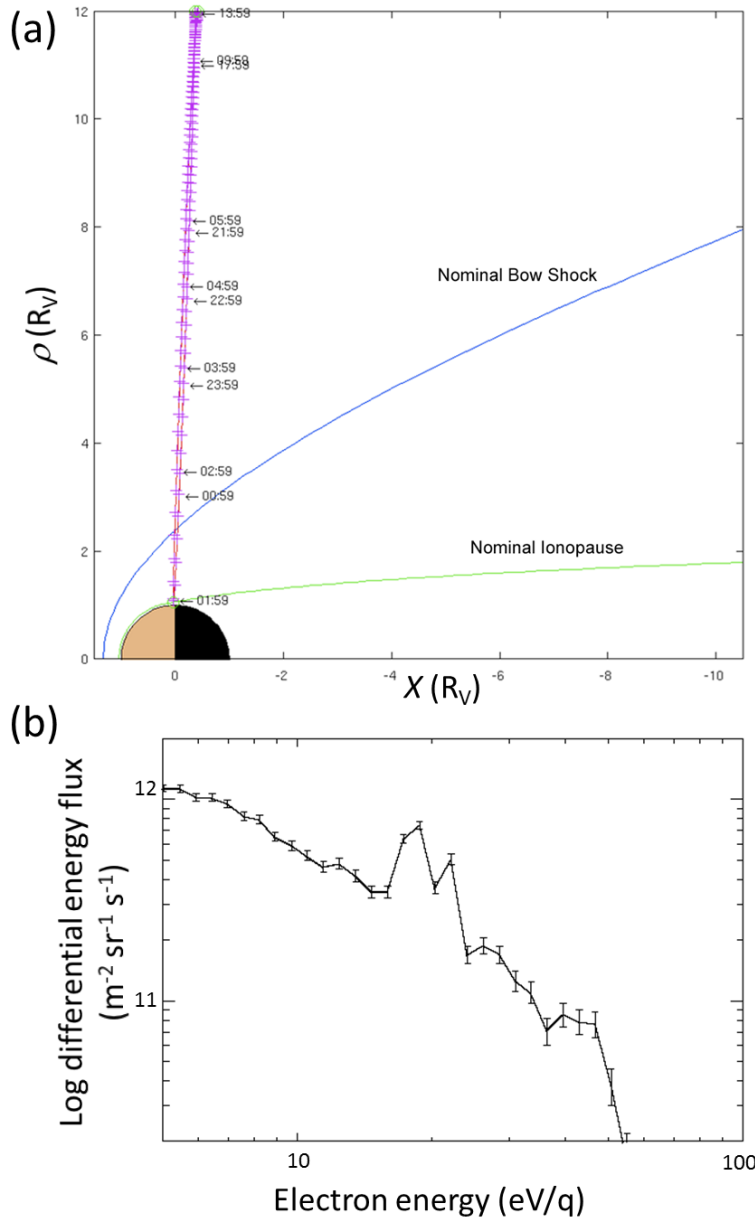 (a)
12
13:59
09:59
17:59
10
05:59
8
21:59
Nominal Bow Shock
04:59
22:59
ρ (R_V)
6
03:59
23:59
4
02:59
00:59
Nominal Ionopause
2
01:59
0
0 -2 -4 -6 -8 -10
X (R_V)
(b)
12
11
Log differential energy flux
(m⁻² sr⁻¹ s⁻¹)
10 100
Electron energy (eV/q)